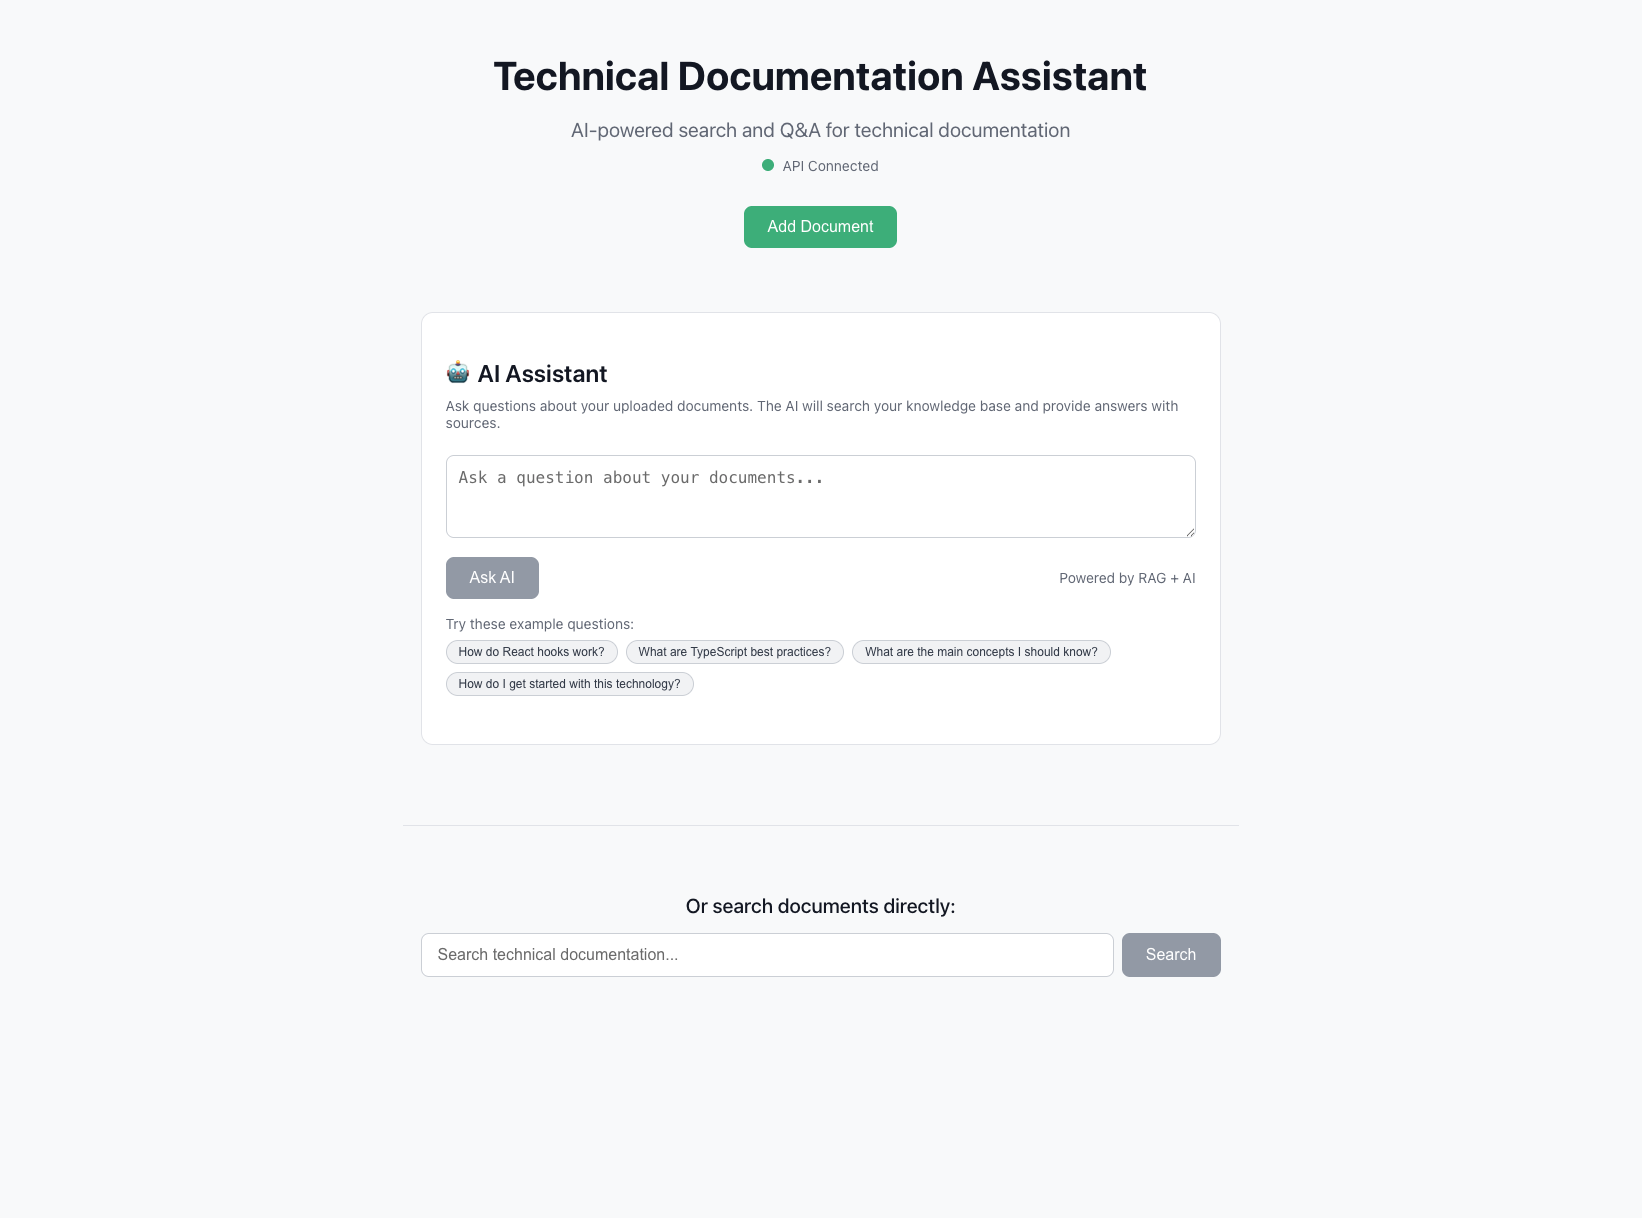 Technical Documentation Assistant
AI-powered search and Q&A for technical documentation
API Connected
Add Document
AI Assistant
Ask questions about your uploaded documents. The AI will search your knowledge base and provide answers with
sources.
Ask a question about your documents...
Ask AI
Powered by RAG + AI
Try these example questions:
How do React hooks work?
What are TypeScript best practices?
What are the main concepts I should know?
How do I get started with this technology?
Or search documents directly:
Search technical documentation...
Search